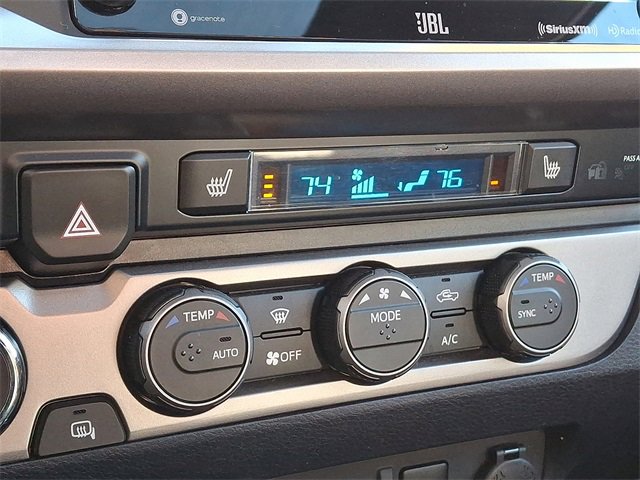 gracenote
JBL
((SiriusXM))
HD Radio
PASS A
74 76
TEMP
AUTO
OFF
MODE
A/C
TEMP
SYNC